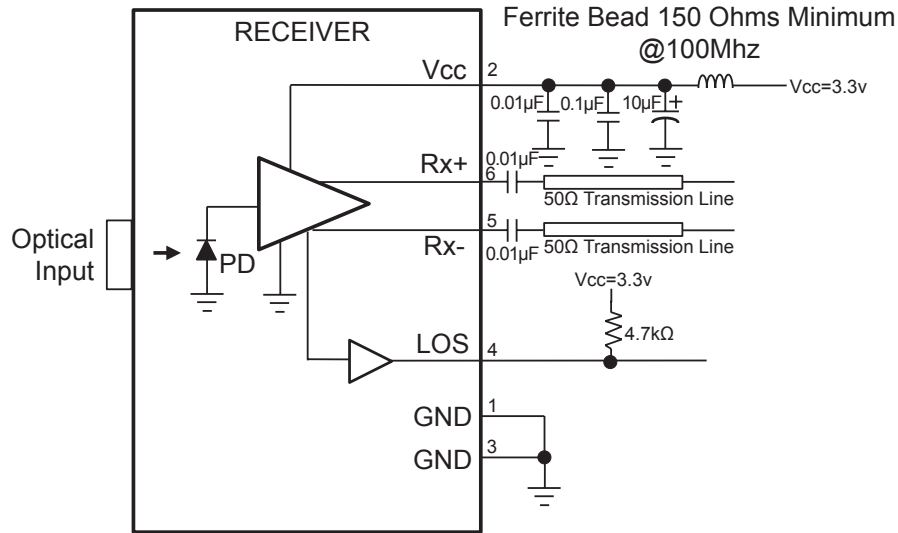 Ferrite Bead 150 Ohms Minimum
@100Mhz
RECEIVER
Vcc
2
Vcc=3.3v
0.01µF
0.1µF
10µF
+
Rx+
0.01µF
6
50Ω Transmission Line
5
Rx-
0.01µF
50Ω Transmission Line
Optical
Input
PD
Vcc=3.3v
4.7kΩ
LOS
4
GND
1
GND
3